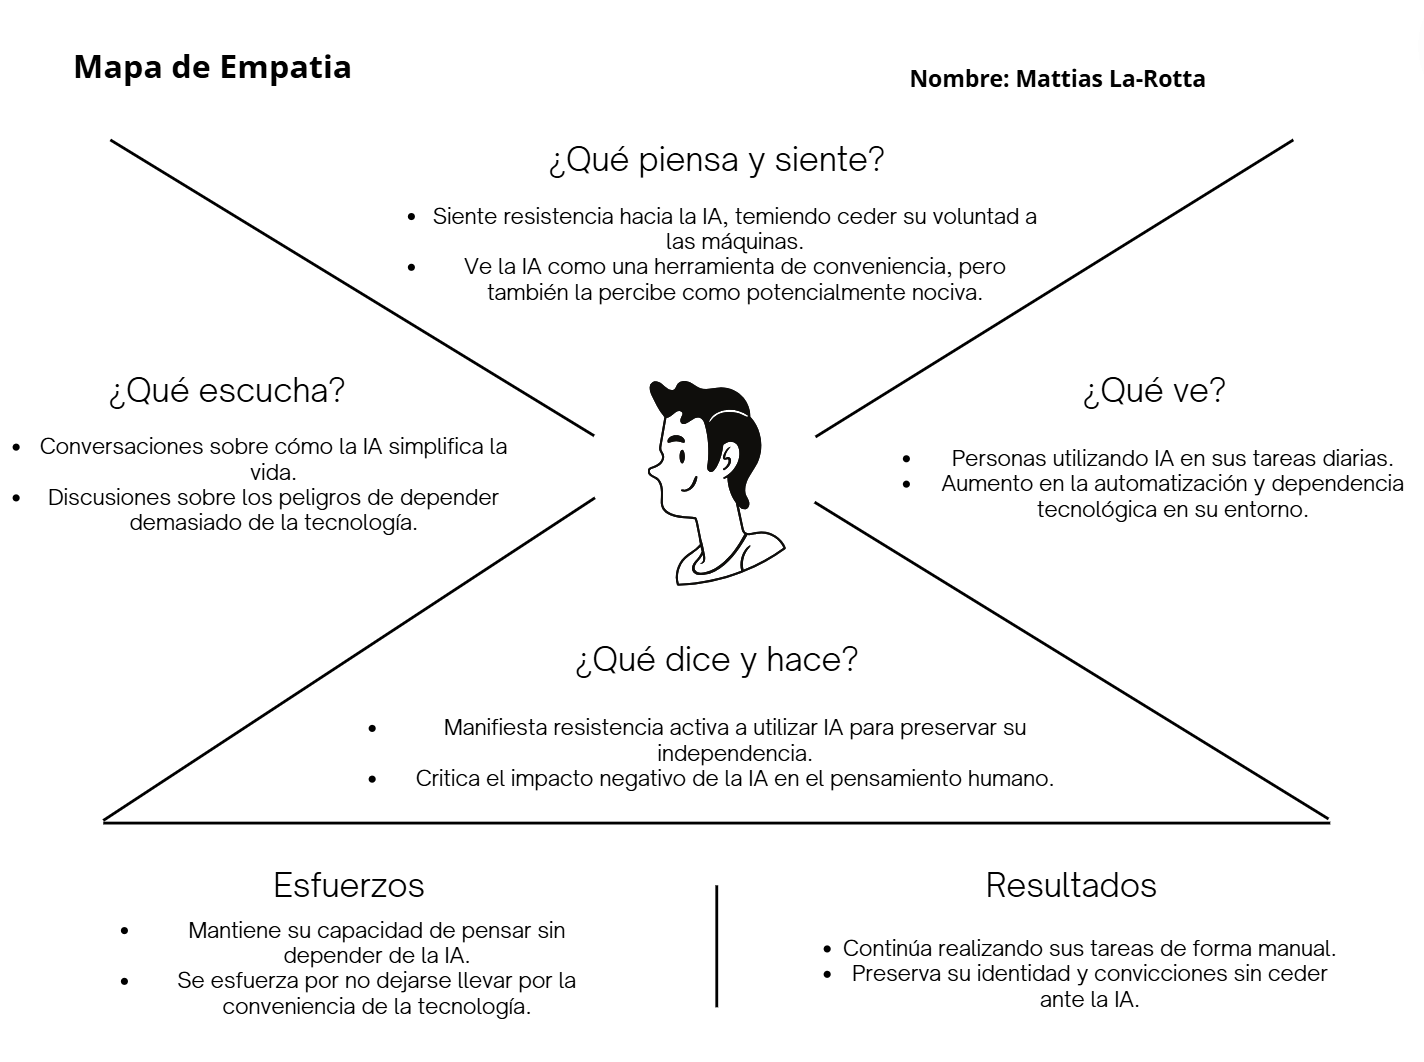 Mapa de Empatia
Nombre: Mattias La-Rotta
¿Qué piensa y siente?
• Siente resistencia hacia la IA, temiendo ceder su voluntad a
las máquinas.
• Ve la IA como una herramienta de conveniencia, pero
también la percibe como potencialmente nociva.
¿Qué escucha?
• Conversaciones sobre cómo la IA simplifica la
vida.
• Discusiones sobre los peligros de depender
demasiado de la tecnología.
¿Qué ve?
• Personas utilizando IA en sus tareas diarias.
• Aumento en la automatización y dependencia
tecnológica en su entorno.
¿Qué dice y hace?
• Manifiesta resistencia activa a utilizar IA para preservar su
independencia.
• Critica el impacto negativo de la IA en el pensamiento humano.
Esfuerzos
• Mantiene su capacidad de pensar sin
depender de la IA.
• Se esfuerza por no dejarse llevar por la
conveniencia de la tecnología.
Resultados
• Continúa realizando sus tareas de forma manual.
• Preserva su identidad y convicciones sin ceder
ante la IA.